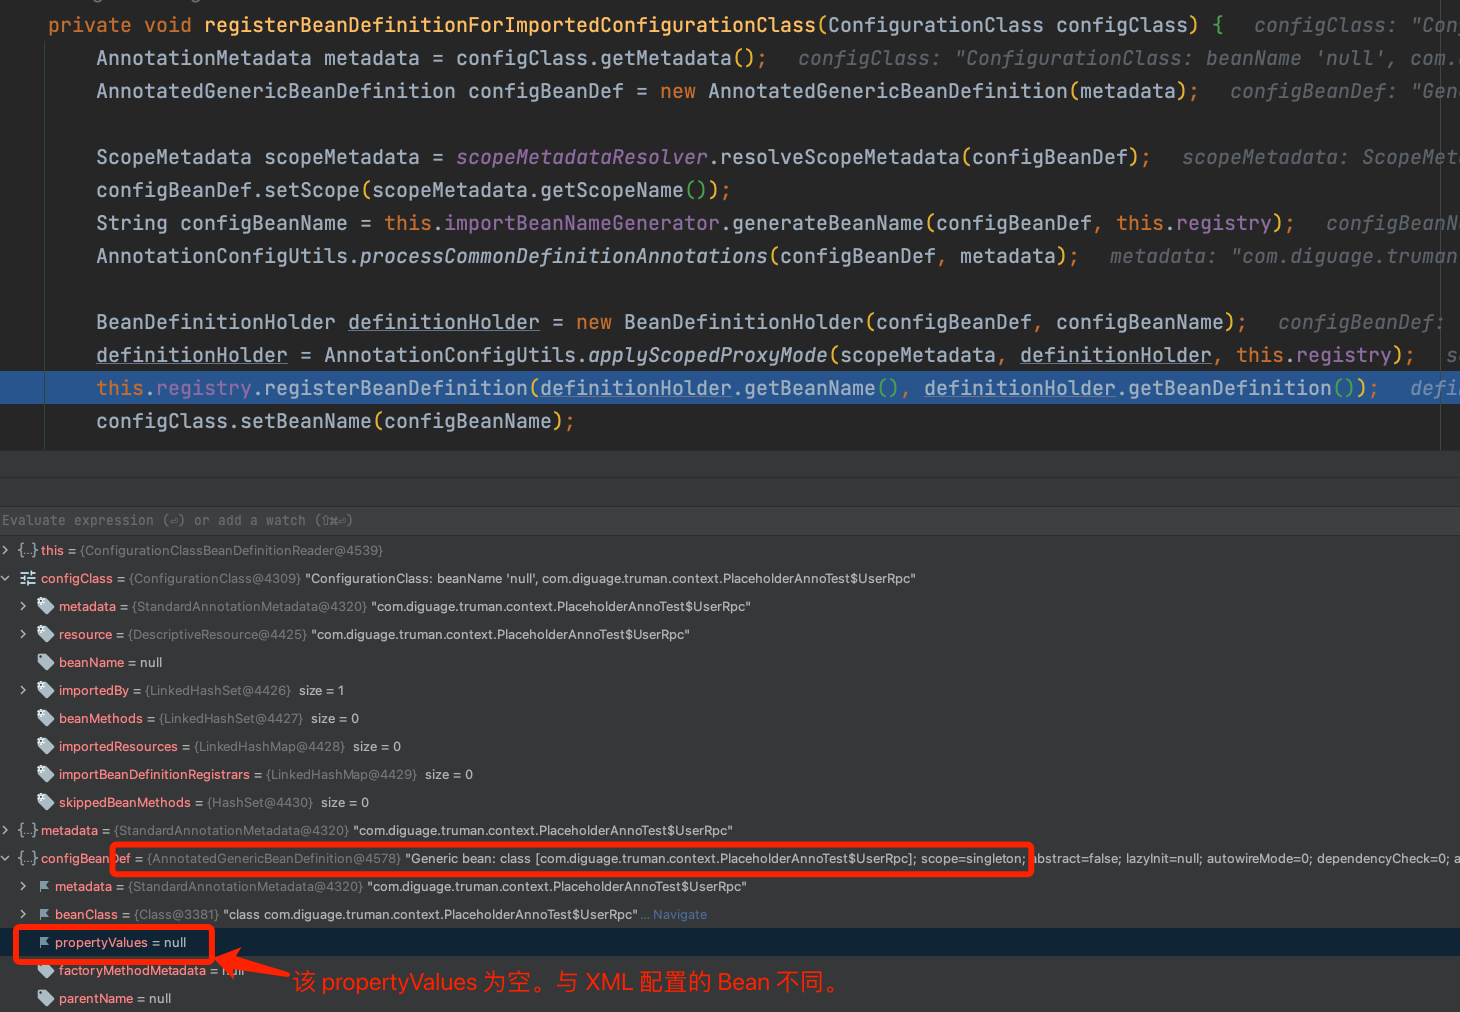 private void registerBeanDefinitionForImportedConfigurationClass(ConfigurationClass configClass) { configClass: "Con
AnnotationMetadata metadata = configClass.getMetadata(); configClass: "ConfigurationClass: beanName 'null', com.
AnnotatedGenericBeanDefinition configBeanDef = new AnnotatedGenericBeanDefinition(metadata); configBeanDef: "Gene
ScopeMetadata scopeMetadata = scopeMetadataResolver.resolveScopeMetadata(configBeanDef); scopeMetadata: ScopeMet
configBeanDef.setScope(scopeMetadata.getScopeName());
String configBeanName = this.importBeanNameGenerator.generateBeanName(configBeanDef, this.registry); configBeanN
AnnotationConfigUtils.processCommonDefinitionAnnotations(configBeanDef, metadata); metadata: "com.diguage.truman
BeanDefinitionHolder definitionHolder = new BeanDefinitionHolder(configBeanDef, configBeanName); configBeanDef:
definitionHolder = AnnotationConfigUtils.applyScopedProxyMode(scopeMetadata, definitionHolder, this.registry); s
this.registry.registerBeanDefinition(definitionHolder.getBeanName(), definitionHolder.getBeanDefinition()); defi
configClass.setBeanName(configBeanName);
Evaluate expression (⏎) or add a watch (⇧⌘⏎)
this = {ConfigurationClassBeanDefinitionReader@4539}
configClass = {ConfigurationClass@4309} "ConfigurationClass: beanName 'null', com.diguage.truman.context.PlaceholderAnnoTest$UserRpc"
metadata = {StandardAnnotationMetadata@4320} "com.diguage.truman.context.PlaceholderAnnoTest$UserRpc"
resource = {DescriptiveResource@4425} "com.diguage.truman.context.PlaceholderAnnoTest$UserRpc"
beanName = null
importedBy = {LinkedHashSet@4426} size = 1
beanMethods = {LinkedHashSet@4427} size = 0
importedResources = {LinkedHashMap@4428} size = 0
importBeanDefinitionRegistrars = {LinkedHashMap@4429} size = 0
skippedBeanMethods = {HashSet@4430} size = 0
metadata = {StandardAnnotationMetadata@4320} "com.diguage.truman.context.PlaceholderAnnoTest$UserRpc"
configBeanDef = {AnnotatedGenericBeanDefinition@4578} "Generic bean: class [com.diguage.truman.context.PlaceholderAnnoTest$UserRpc]; scope=singleton; abstract=false; lazyInit=null; autowireMode=0; dependencyCheck=0; a
metadata = {StandardAnnotationMetadata@4320} "com.diguage.truman.context.PlaceholderAnnoTest$UserRpc"
beanClass = {Class@3381} "class com.diguage.truman.context.PlaceholderAnnoTest$UserRpc" ... Navigate
propertyValues = null
factoryMethodMetadata = null
该 propertyValues 为空。与 XML 配置的 Bean 不同。
parentName = null